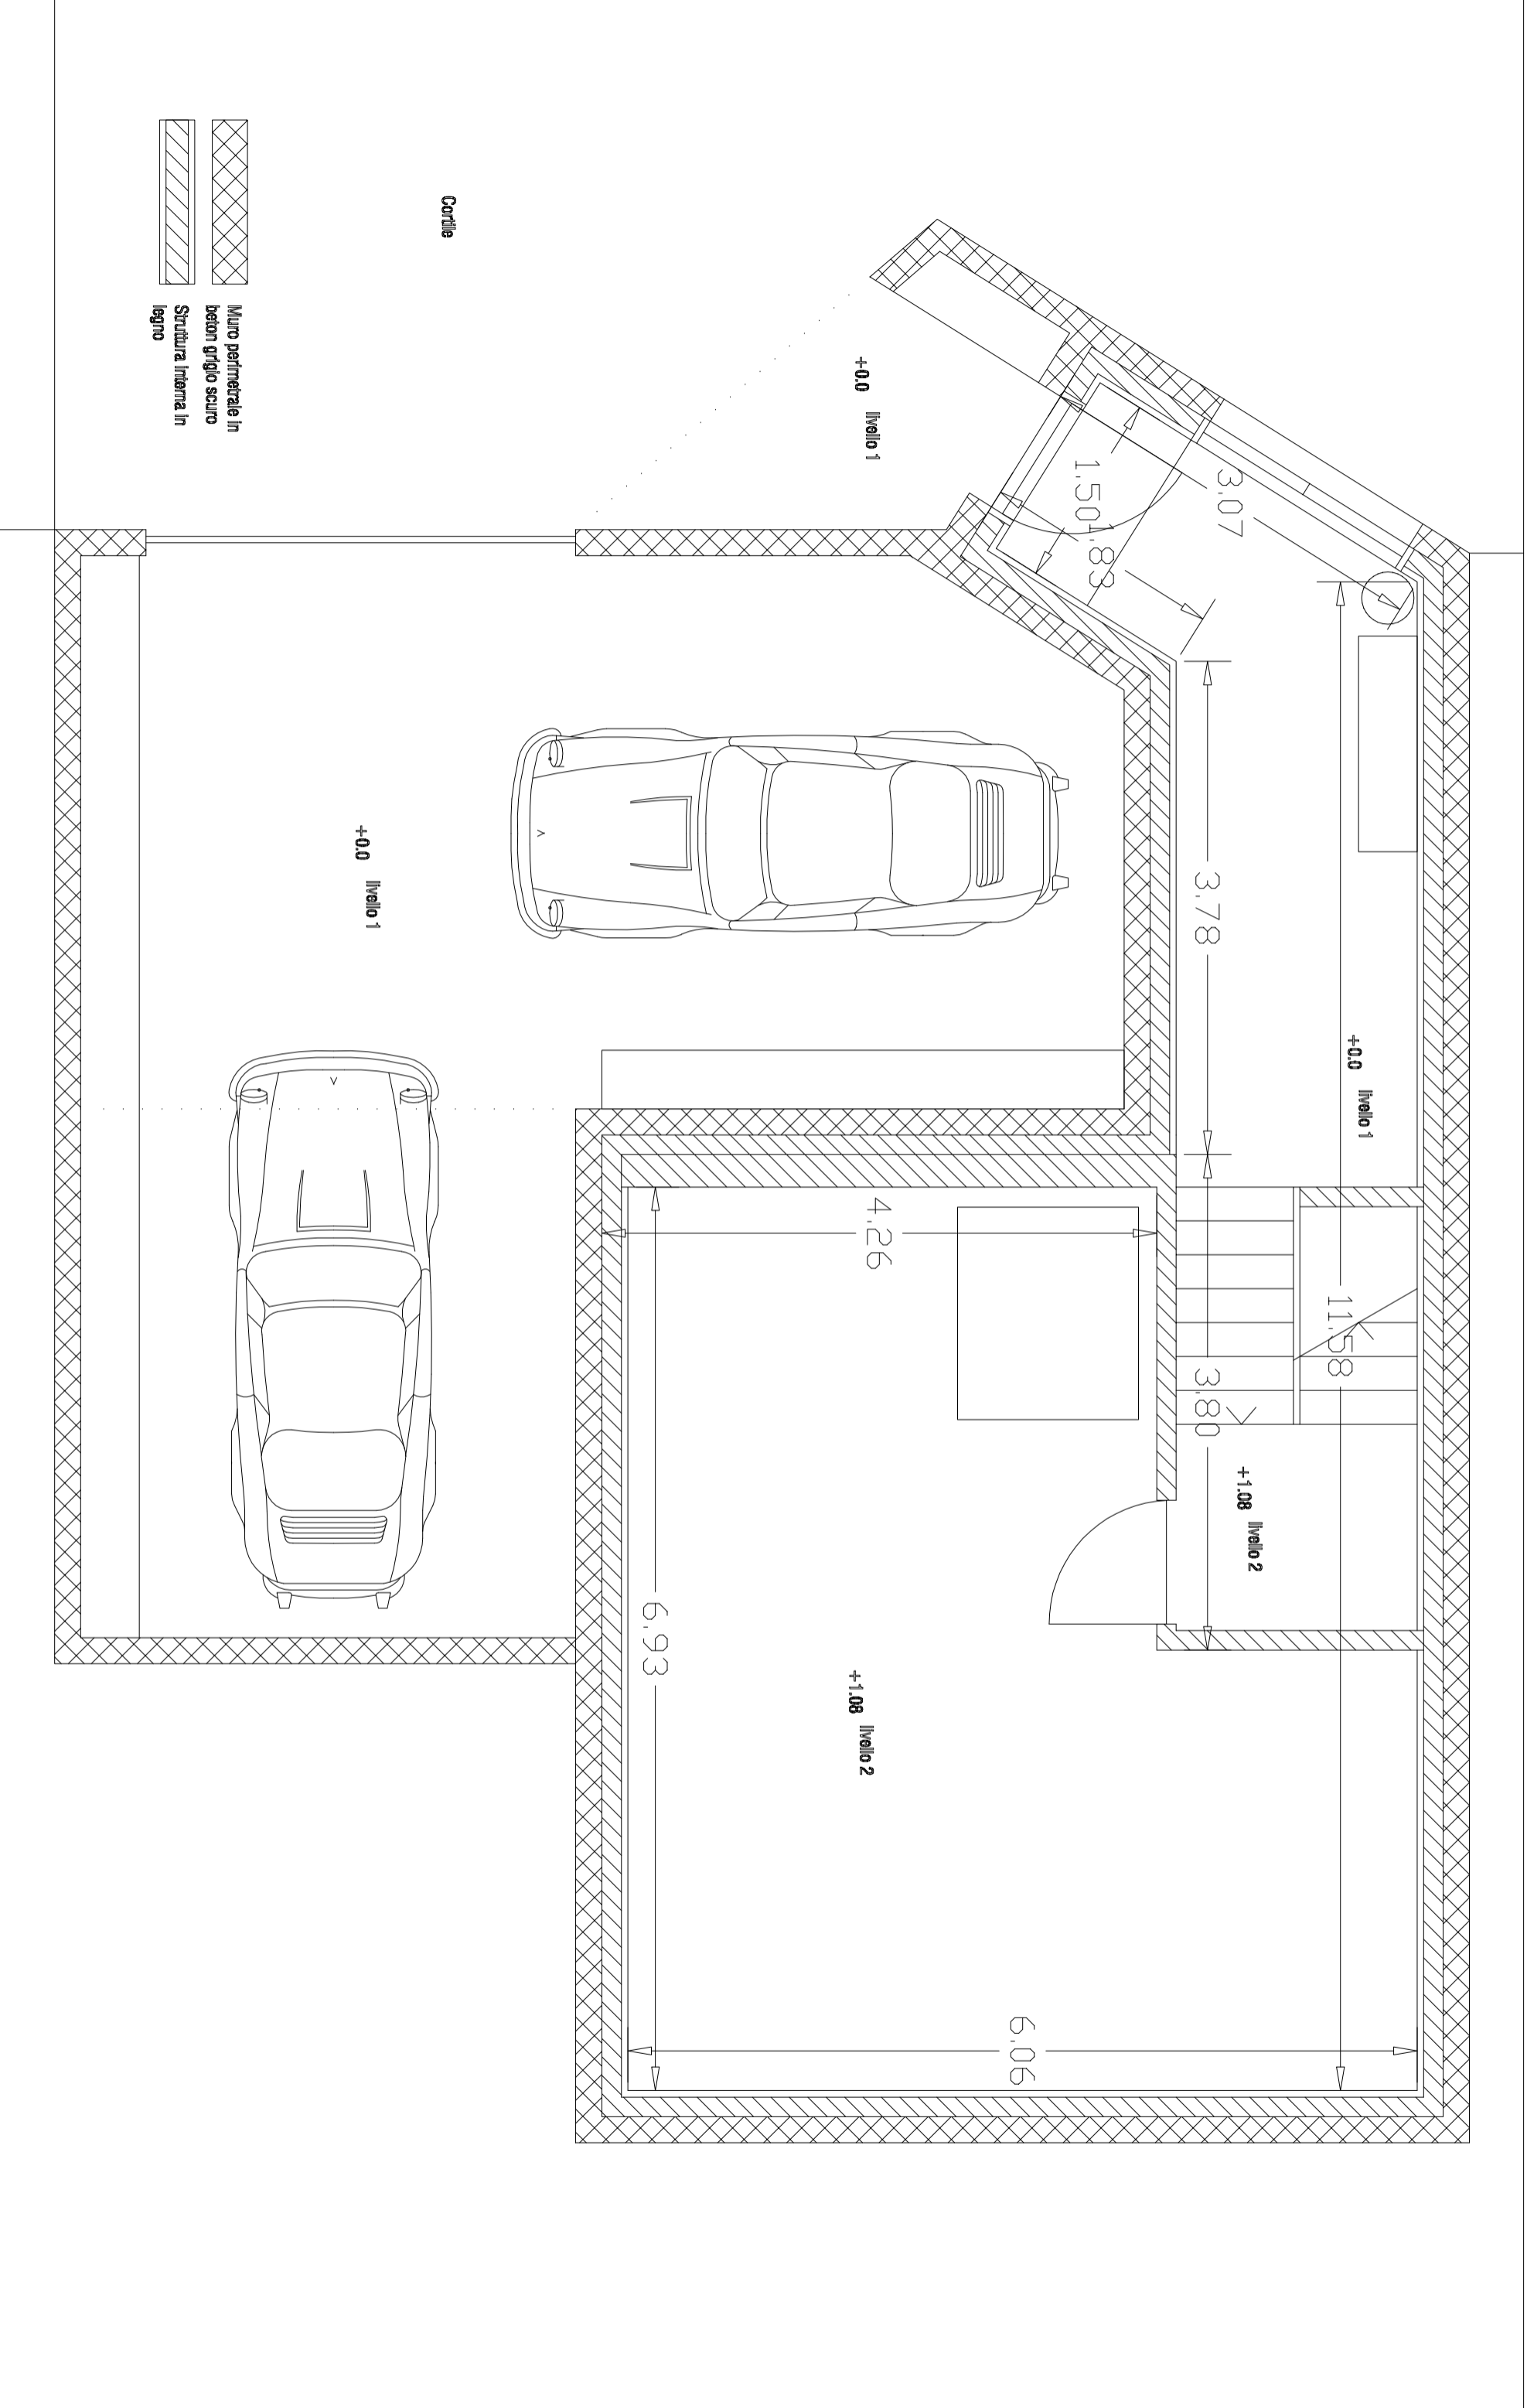 Cortile
Muro perimetrale in
beton grigio scuro
Struttura interna in
legno
+0.0
livello 1
3,07
1,50
1,83
+0.0
livello 1
3,78
+0.0
livello 1
11,58
4,26
3,80
+1.08
livello 2
6,93
+1.08
livello 2
6,06